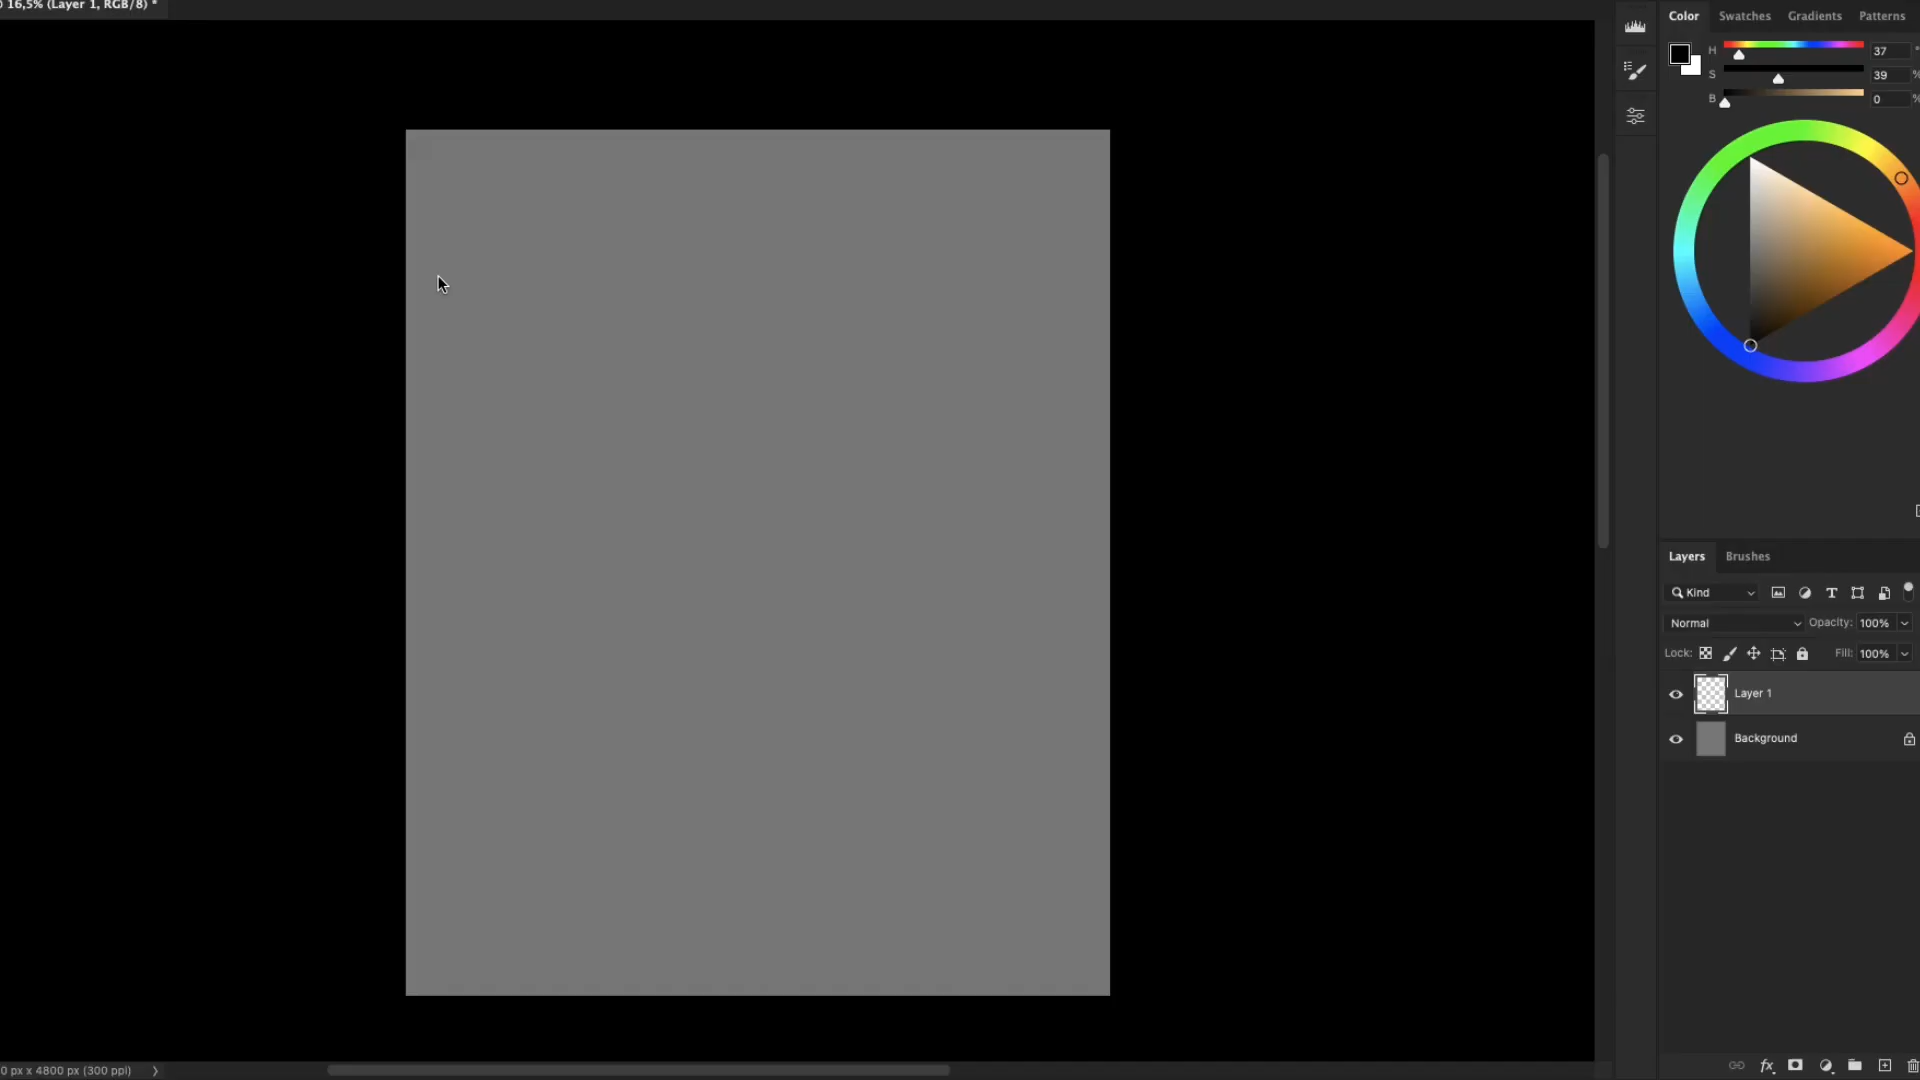 16,5% (Layer 1, RGB/8) *
Color Swatches Gradients Patterns
H 37 °
S 39 %
B 0 %
Layers Brushes
Kind
Normal Opacity: 100%
Lock: Fill: 100%
Layer 1
Background
fx
0 px x 4800 px (300 ppi)